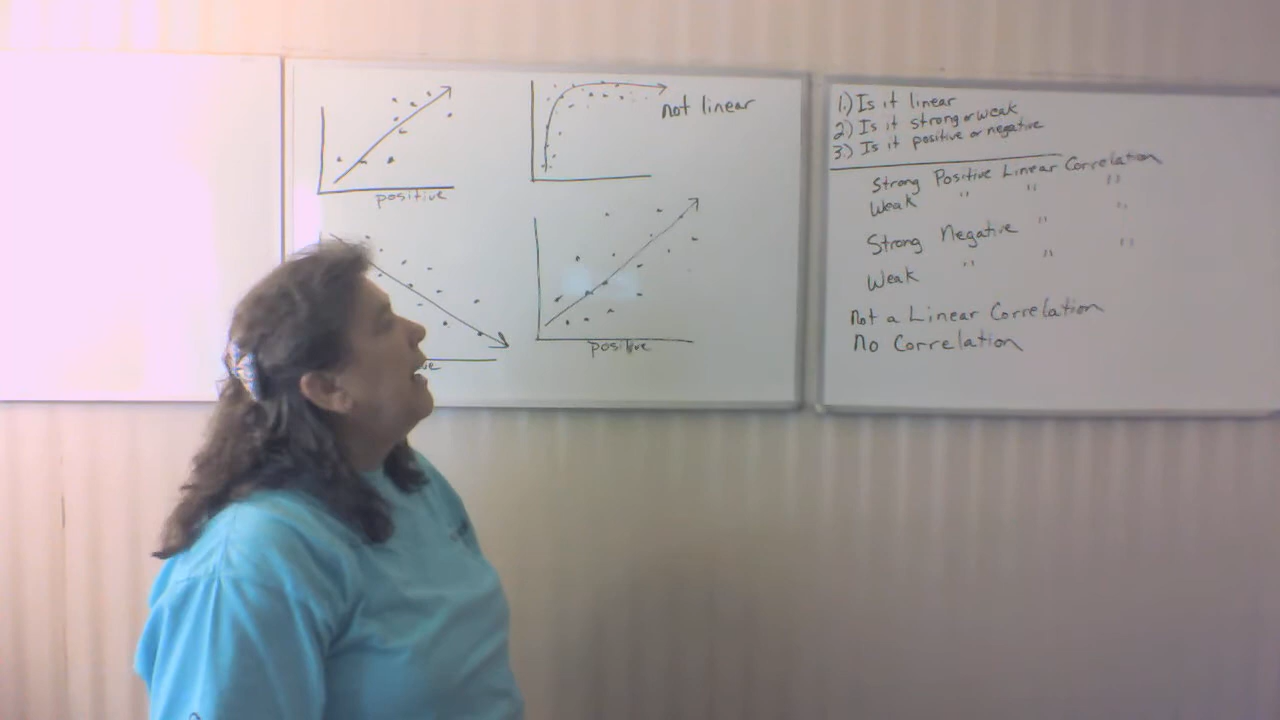 positive
not linear
ve
positive
1.) Is it linear
2.) Is it strong or weak
3.) Is it positive or negative
Strong Positive Linear Correlation
Weak " " "
Strong Negative " "
Weak " " "
Not a Linear Correlation
No Correlation